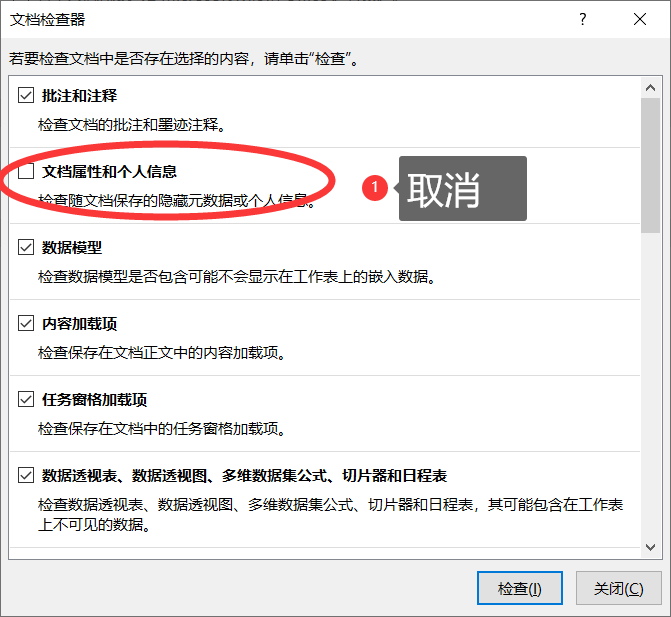 文档检查器
?
若要检查文档中是否存在选择的内容，请单击“检查”。
批注和注释
检查文档的批注和墨迹注释。
文档属性和个人信息
检查随文档保存的隐藏元数据或个人信息。
1
取消
数据模型
检查数据模型是否包含可能不会显示在工作表上的嵌入数据。
内容加载项
检查保存在文档正文中的内容加载项。
任务窗格加载项
检查保存在文档中的任务窗格加载项。
数据透视表、数据透视图、多维数据集公式、切片器和日程表
检查数据透视表、数据透视图、多维数据集公式、切片器和日程表，其可能包含在工作表
上不可见的数据。
检查(I)
关闭(C)